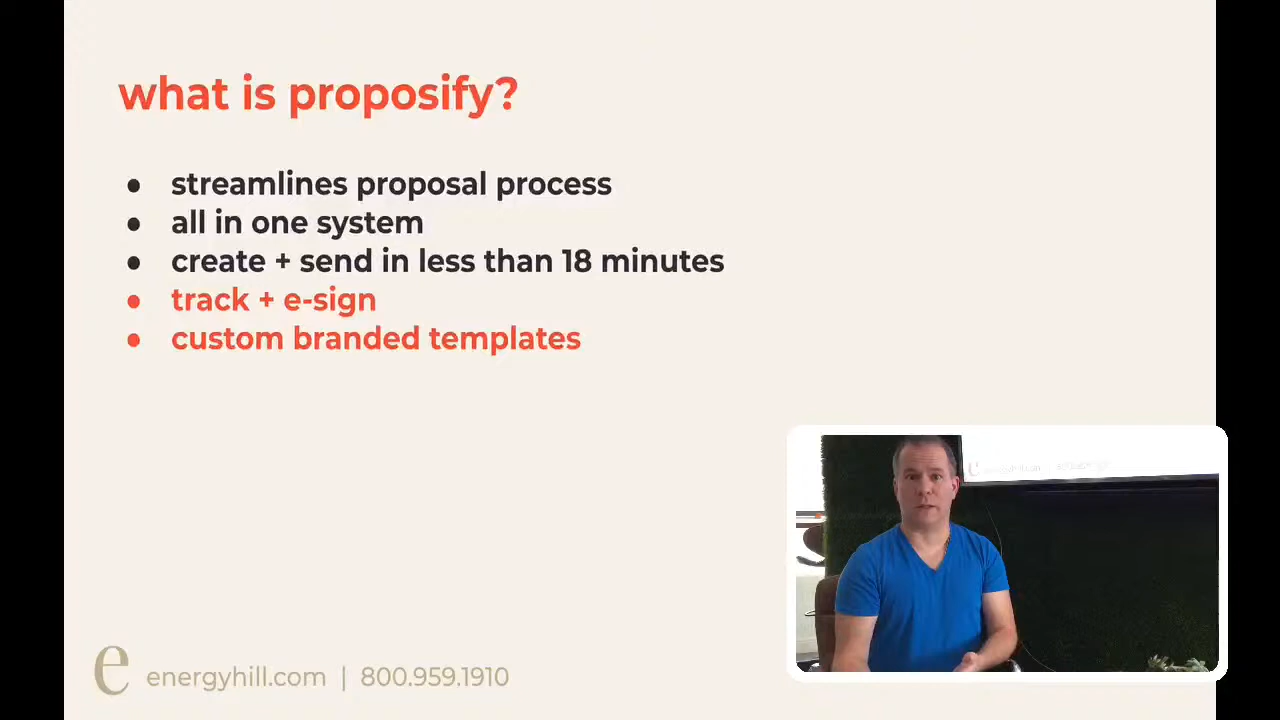 what is proposify?
● streamlines proposal process
● all in one system
● create + send in less than 18 minutes
● track + e-sign
● custom branded templates
e energyhill.com | 800.959.1910